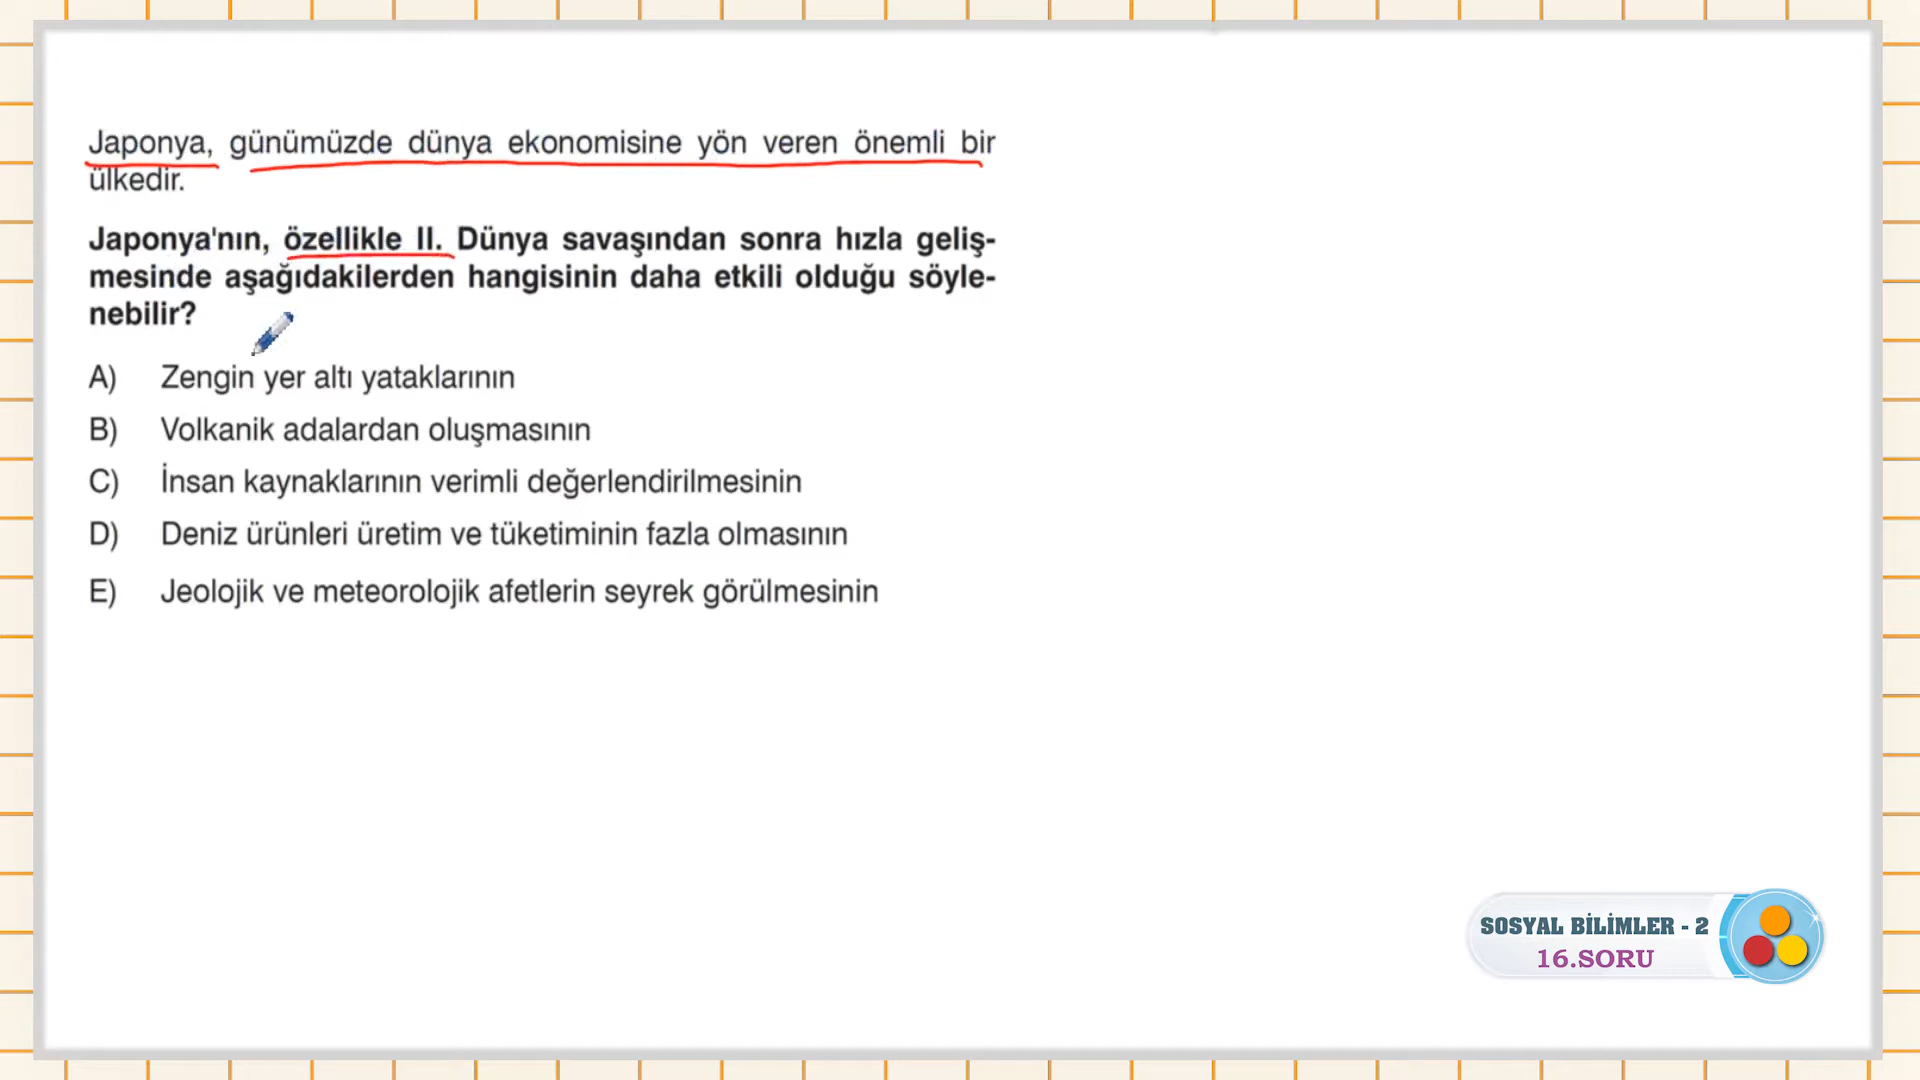 Japonya, günümüzde dünya ekonomisine yön veren önemli bir
ülkedir.
Japonya'nın, özellikle II. Dünya savaşından sonra hızla geliş-
mesinde aşağıdakilerden hangisinin daha etkili olduğu söyle-
nebilir?
A) Zengin yer altı yataklarının
B) Volkanik adalardan oluşmasının
C) İnsan kaynaklarının verimli değerlendirilmesinin
D) Deniz ürünleri üretim ve tüketiminin fazla olmasının
E) Jeolojik ve meteorolojik afetlerin seyrek görülmesinin
SOSYAL BİLİMLER - 2
16.SORU